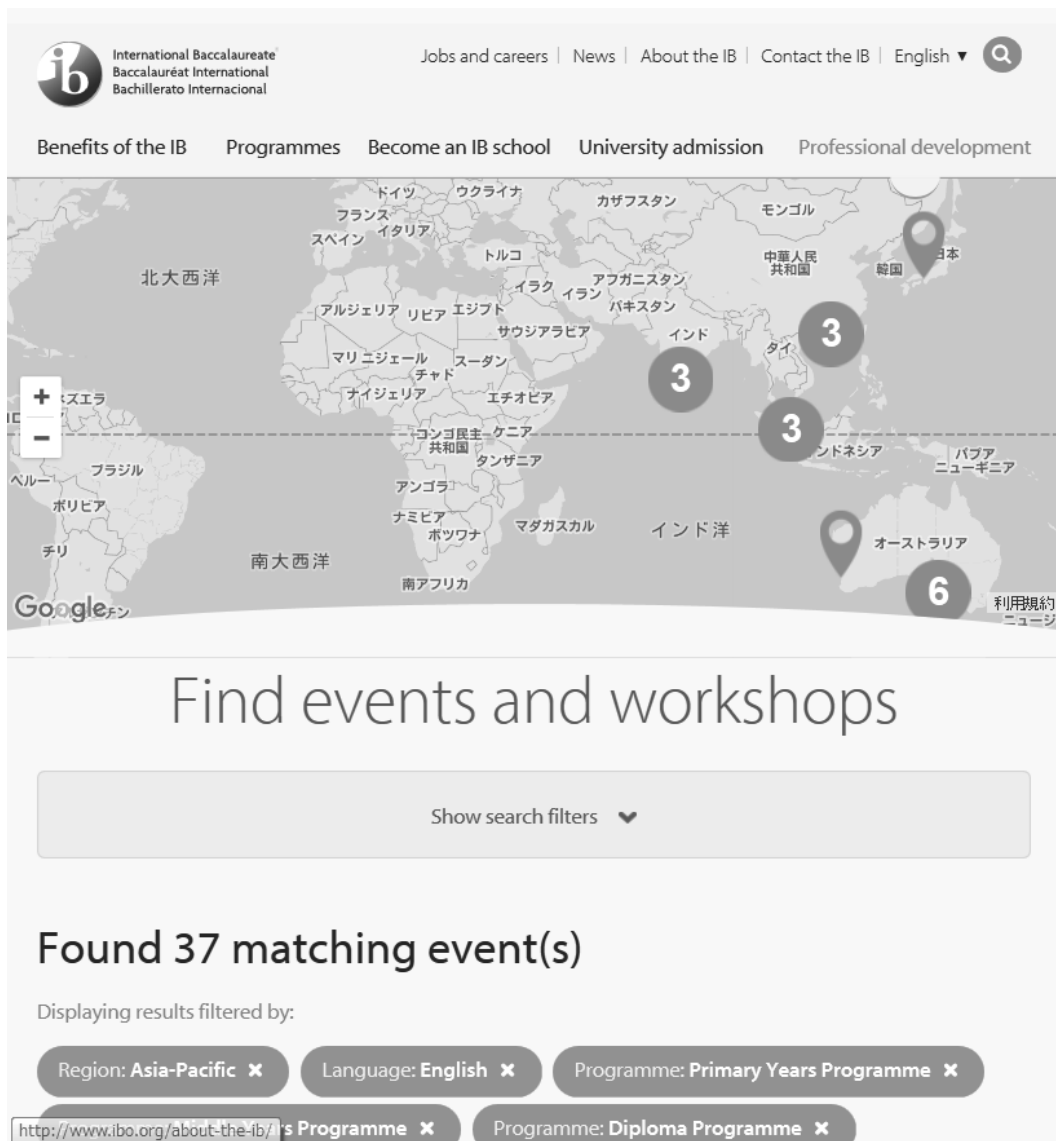 ib
International Baccalaureate
Baccalauréat International
Bachillerato Internacional
Jobs and careers | News | About the IB | Contact the IB | English ▼
Benefits of the IB Programmes Become an IB school University admission Professional development
ドイツ
ウクライナ
カザフスタン
モンゴル
フランス
スペイン
イタリア
トルコ
中華人民
共和国
韓国
日本
北大西洋
イラク
イラン
アフガニスタン
パキスタン
アルジェリア
リビア
エジプト
サウジアラビア
インド
タイ
3
3
3
マリ
ニジェール
チャド
スーダン
ナイジェリア
エチオピア
+
−
ネズエラ
コンゴ民主
共和国
ケニア
タンザニア
ンドネシア
パプア
ニューギニア
ペルー
ブラジル
ボリビア
アンゴラ
ナミビア
ボツワナ
マダガスカル
インド洋
オーストラリア
チリ
南大西洋
南アフリカ
6
Google
チン
利用規約
ニュージ
Find events and workshops
Show search filters
Found 37 matching event(s)
Displaying results filtered by:
Region: Asia-Pacific ✖ Language: English ✖ Programme: Primary Years Programme ✖
http://www.ibo.org/about-the-ib/
rs Programme ✖ Programme: Diploma Programme ✖